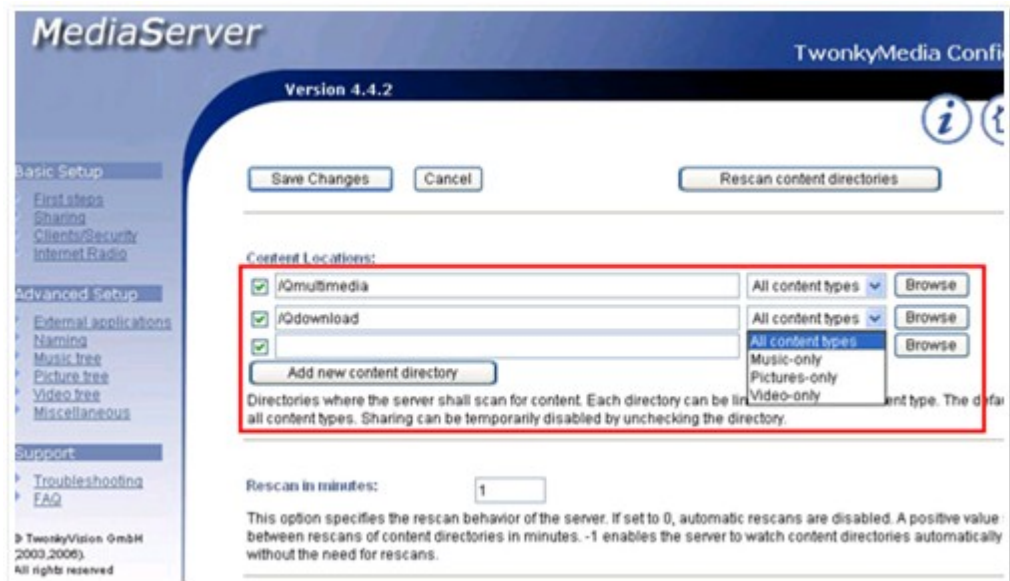 MediaServer
TwonkyMedia Confi
Version 4.4.2
Basic Setup
First steps
Sharing
Clients/Security
Internet Radio
Advanced Setup
External applications
Naming
Music tree
Picture tree
Video tree
Miscellaneous
Support
Troubleshooting
FAQ
© TwonkyVision GmbH
(2003,2006).
All rights reserved
Save Changes
Cancel
Rescan content directories
Content Locations:
/Qmultimedia
All content types
Browse
/Qdownload
All content types
Browse
All content types
Music-only
Pictures-only
Video-only
Browse
Add new content directory
Directories where the server shall scan for content. Each directory can be ent type. The defau
all content types. Sharing can be temporarily disabled by unchecking the directory.
Rescan in minutes:
1
This option specifies the rescan behavior of the server. If set to 0, automatic rescans are disabled. A positive value
between rescans of content directories in minutes. -1 enables the server to watch content directories automatically
without the need for rescans.